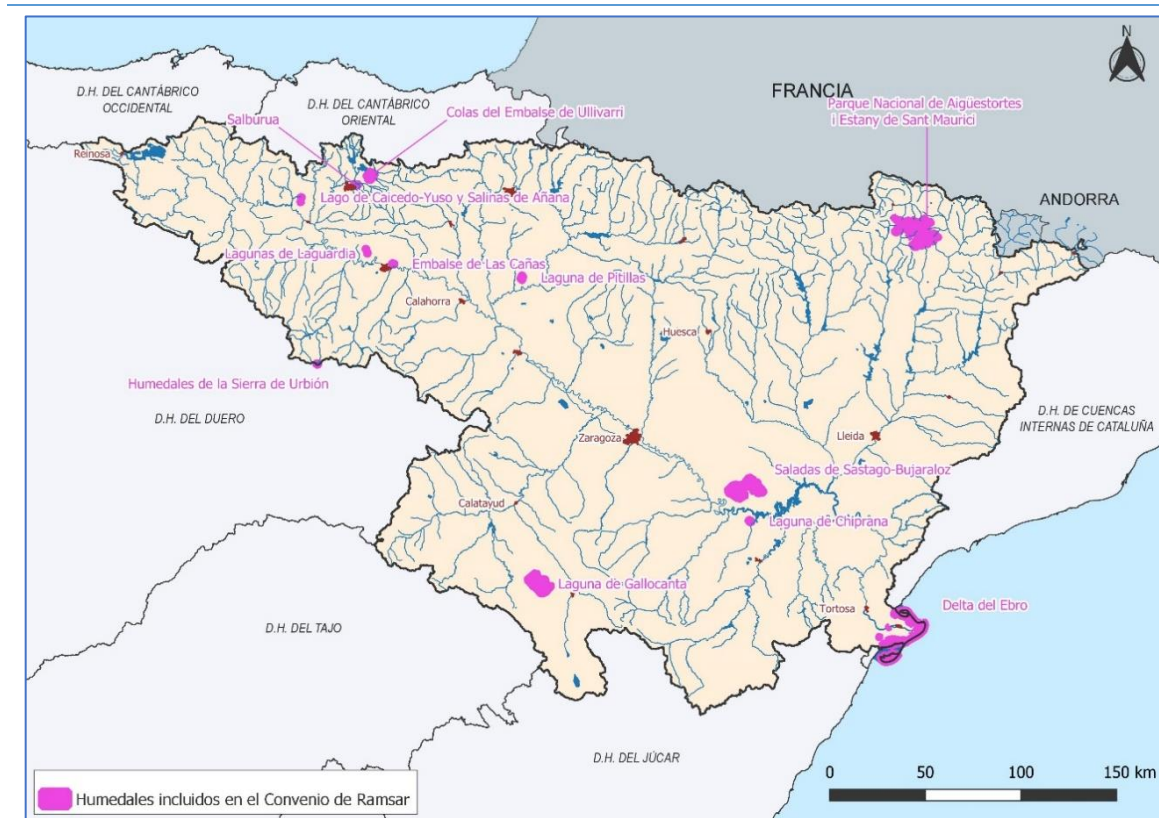 N
D.H. DEL CANTÁBRICO
OCCIDENTAL
D.H. DEL CANTÁBRICO
ORIENTAL
FRANCIA
Parque Nacional de Aigüestortes
i Estany de Sant Maurici
Salburua
Colas del Embalse de Ullivarri
Reinosa
Lago de Caicedo-Yuso y Salinas de Añana
ANDORRA
Lagunas de Laguardia
Embalse de Las Cañas
Laguna de Pitillas
Calahorra
Huesca
Humedales de la Sierra de Urbión
D.H. DEL DUERO
D.H. DE CUENCAS
INTERNAS DE CATALUÑA
Zaragoza
Lleida
Saladas de Sastago-Bujaraloz
Calatayud
Laguna de Chiprana
Laguna de Gallocanta
Tortosa
Delta del Ebro
D.H. DEL TAJO
D.H. DEL JÚCAR
0 50 100 150 km
Humedales incluidos en el Convenio de Ramsar